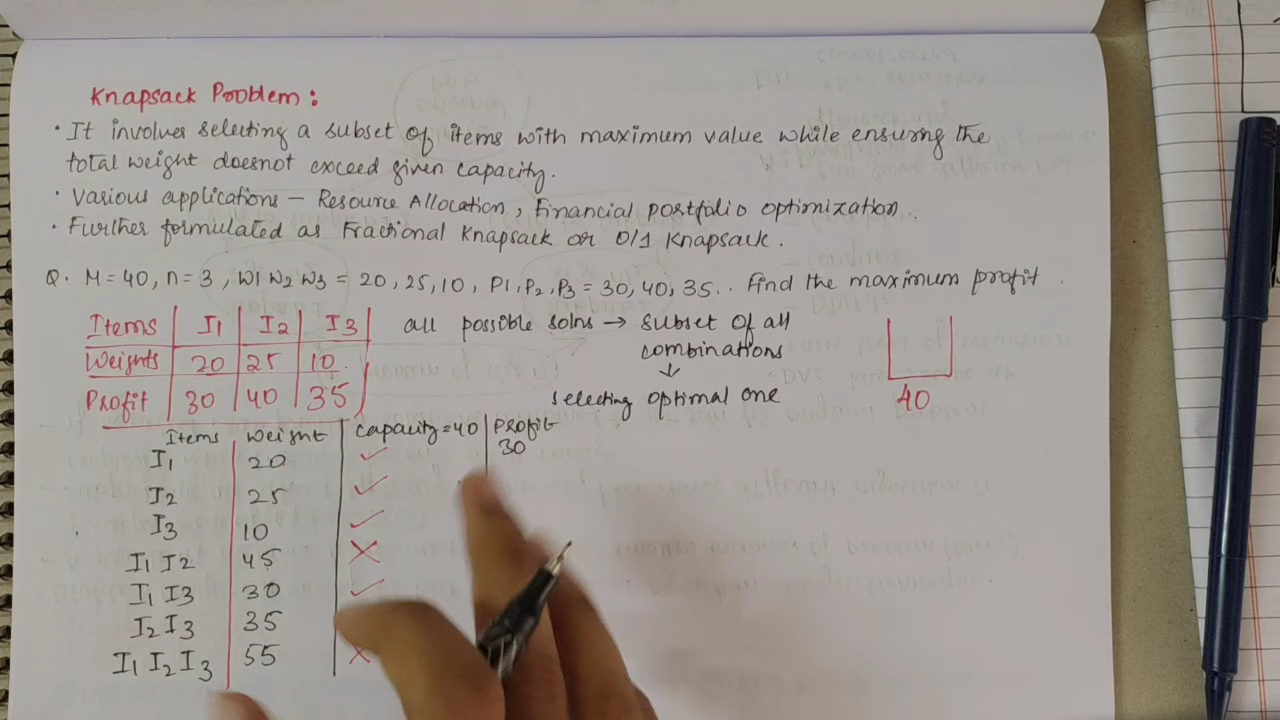 Knapsack Problem:
· It involves selecting a subset of items with maximum value while ensuring the
total weight doesnot exceed given capacity.
· Various applications – Resource Allocation, Financial portfolio optimization.
· Further formulated as Fractional Knapsack or 0/1 Knapsack.
Q. M = 40, n = 3, W1 W2 W3 = 20, 25, 10, P1, P2, P3 = 30, 40, 35.. Find the maximum profit.
Items | I1 | I2 | I3 |
Weights | 20 | 25 | 10
Profit | 30 | 40 | 35
all possible solns → subset of all
combinations
↓
selecting optimal one
40
Items | Weight | capacity = 40 | Profit
I1 | 20 | ✓ | 30
I2 | 25 | ✓
I3 | 10 | ✓
I1 I2 | 45 | ✗
I1 I3 | 30 | ✓
I2 I3 | 35
I1 I2 I3 | 55 | ✗